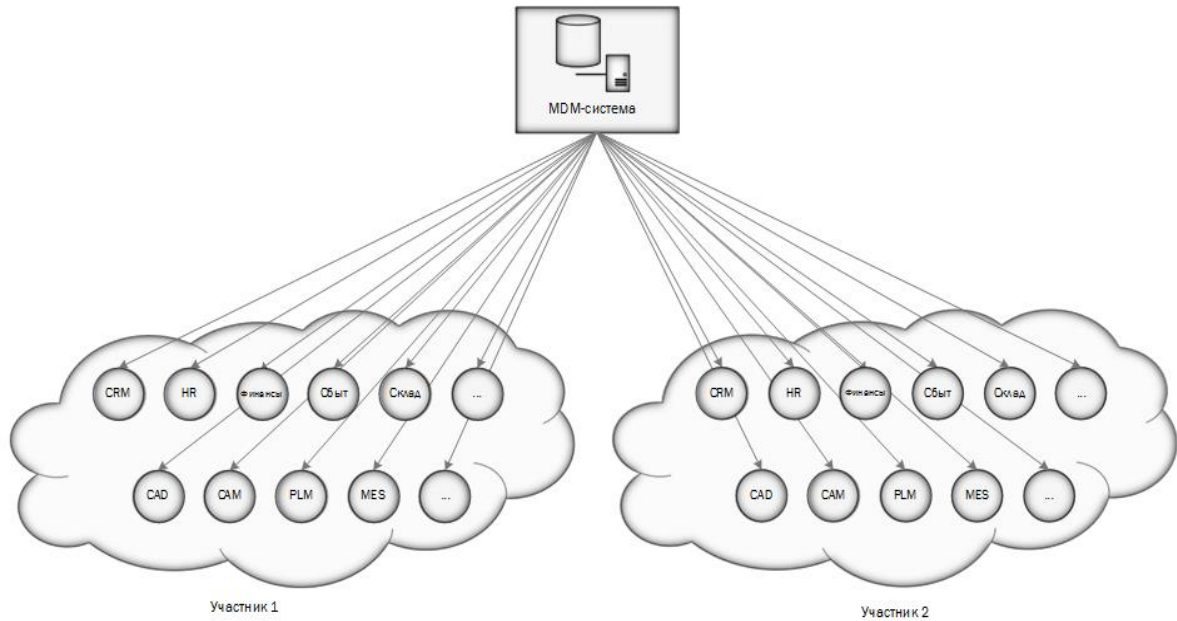 MDM-система
CRM HR Финансы Сбыт Склад ... CRM HR Финансы Сбыт Склад ...
CAD CAM PLM MES ... CAD CAM PLM MES ...
Участник 1
Участник 2